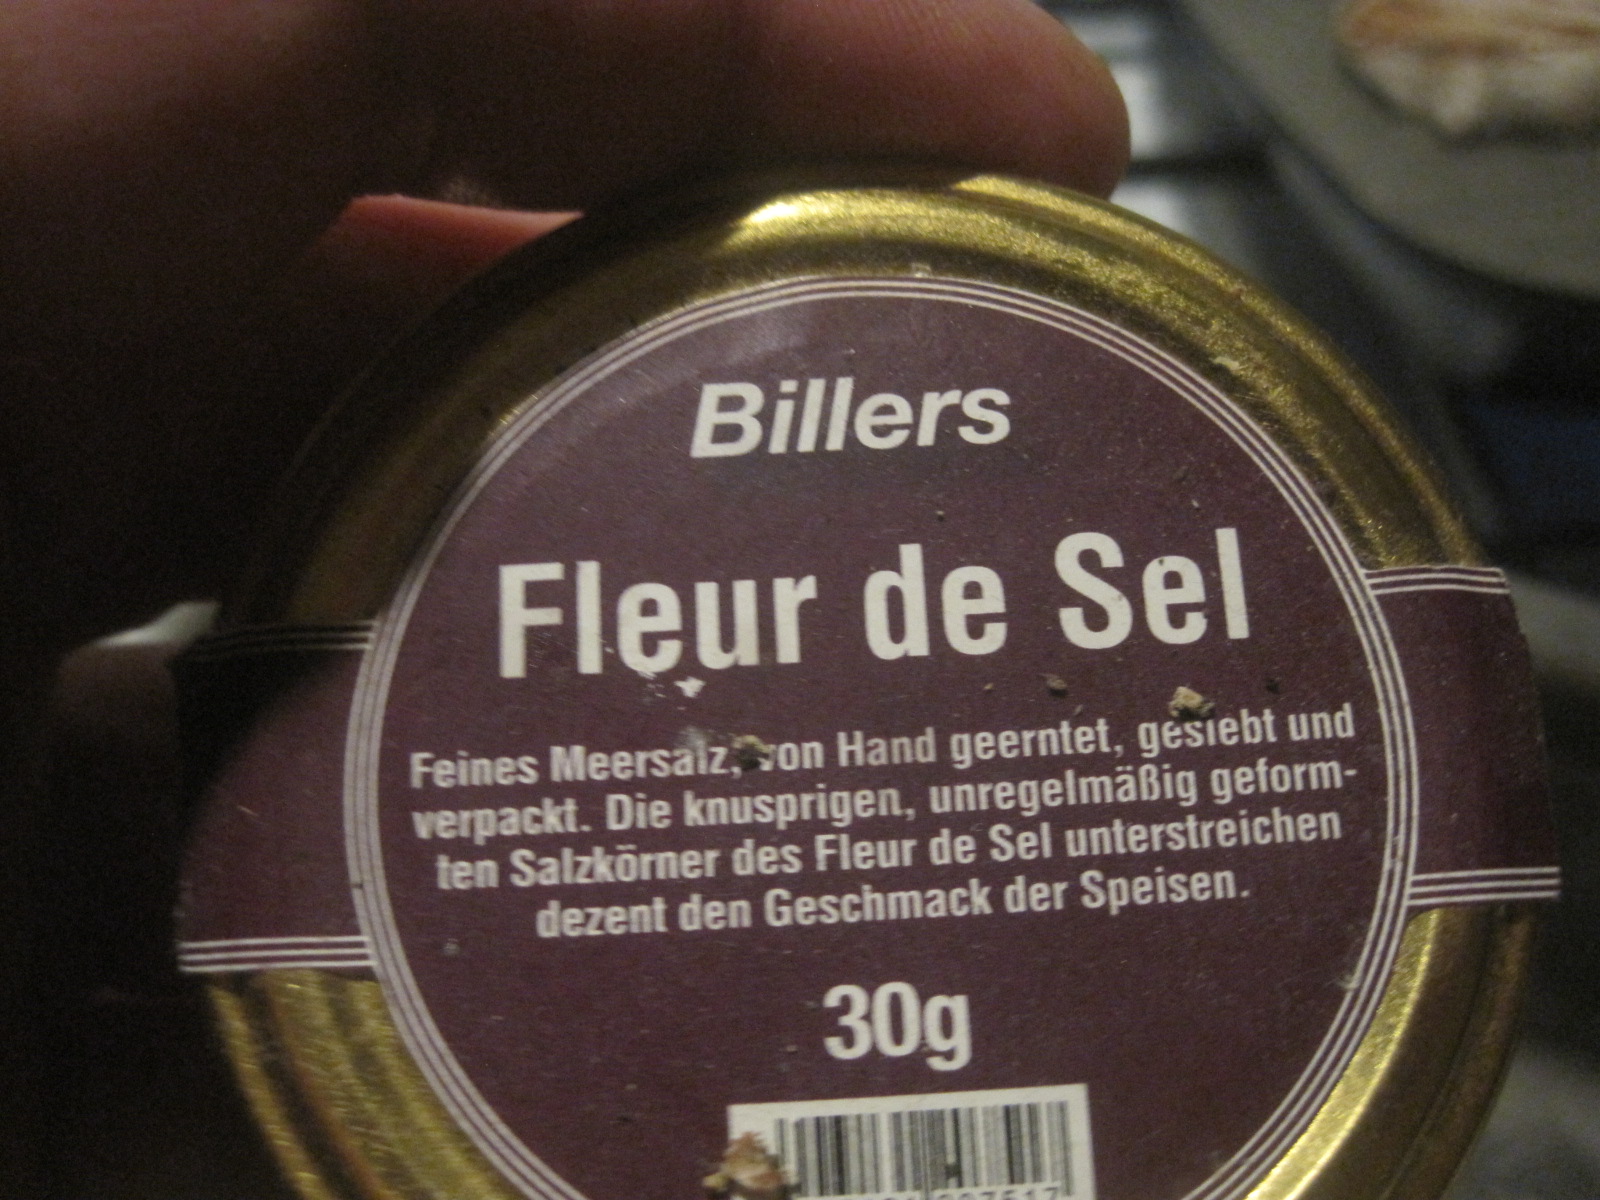 Billers
Fleur de Sel
Feines Meersalz, von Hand geerntet, gesiebt und
verpackt. Die knusprigen, unregelmäßig geform-
ten Salzkörner des Fleur de Sel unterstreichen
dezent den Geschmack der Speisen.
30g